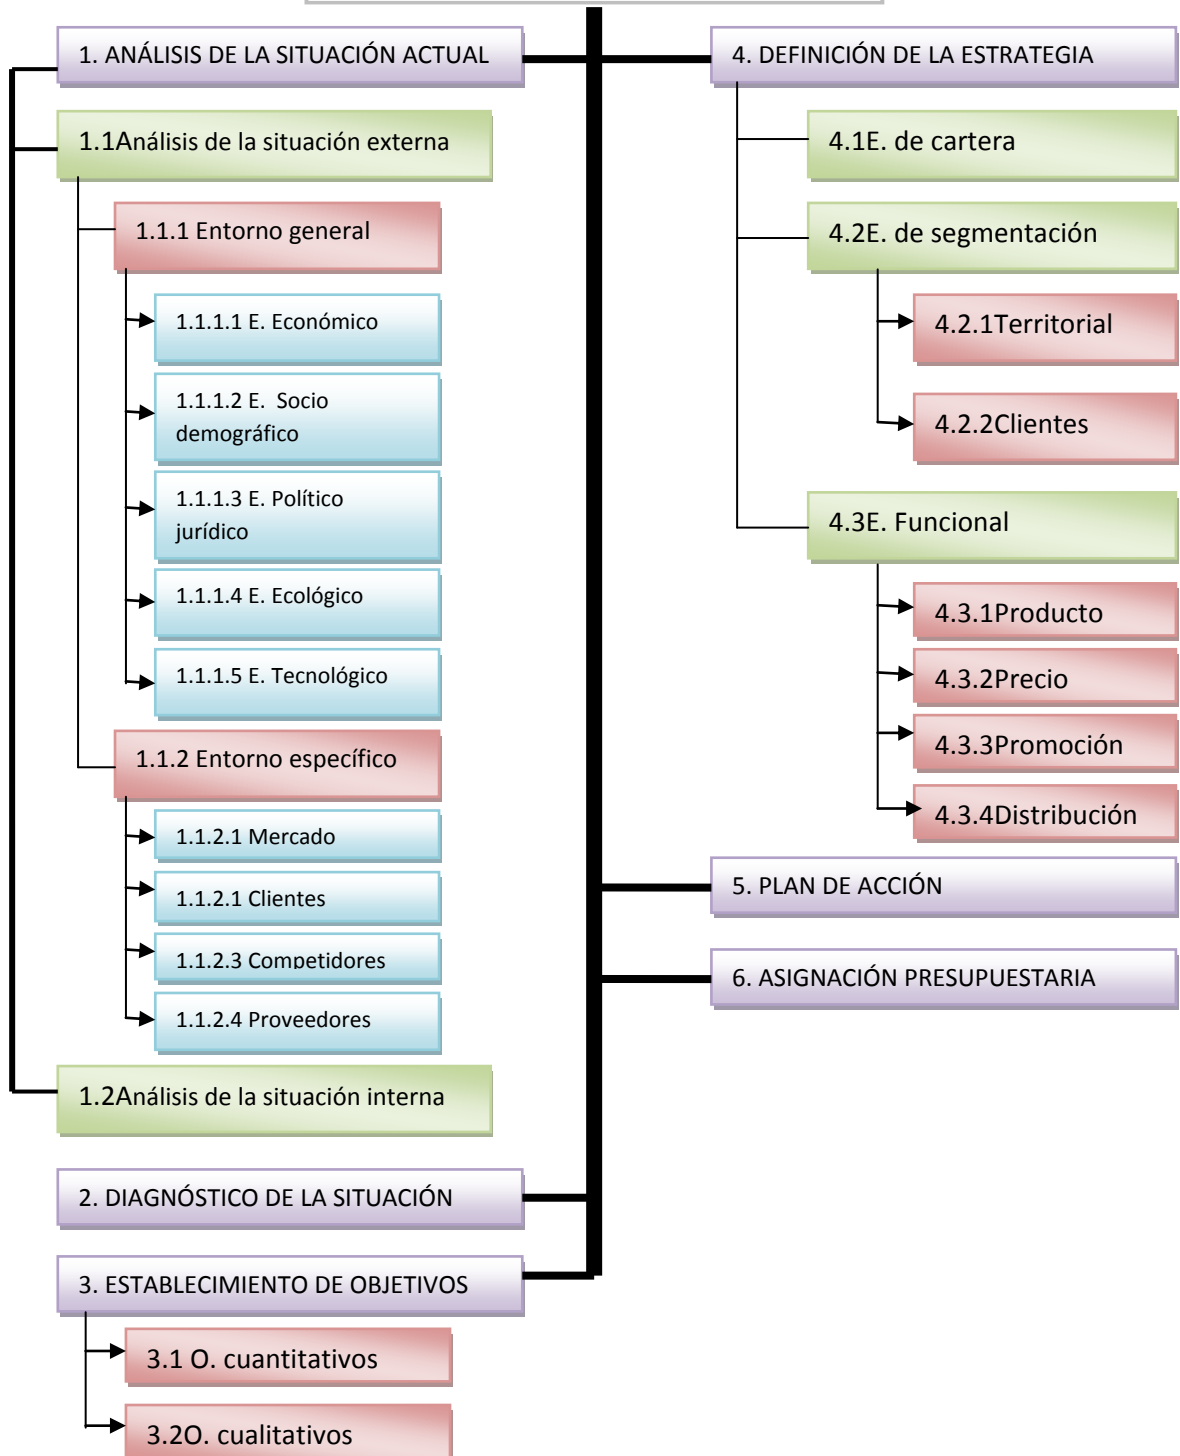 1. ANÁLISIS DE LA SITUACIÓN ACTUAL
1.1Análisis de la situación externa
1.1.1 Entorno general
1.1.1.1 E. Económico
1.1.1.2 E.  Socio
demográfico
1.1.1.3 E. Político
jurídico
1.1.1.4 E. Ecológico
1.1.1.5 E. Tecnológico
1.1.2 Entorno específico
1.1.2.1 Mercado
1.1.2.1 Clientes
1.1.2.3 Competidores
1.1.2.4 Proveedores
1.2Análisis de la situación interna
2. DIAGNÓSTICO DE LA SITUACIÓN
3. ESTABLECIMIENTO DE OBJETIVOS
3.1 O. cuantitativos
3.2O. cualitativos
4. DEFINICIÓN DE LA ESTRATEGIA
4.1E. de cartera
4.2E. de segmentación
4.2.1Territorial
4.2.2Clientes
4.3E. Funcional
4.3.1Producto
4.3.2Precio
4.3.3Promoción
4.3.4Distribución
5. PLAN DE ACCIÓN
6. ASIGNACIÓN PRESUPUESTARIA